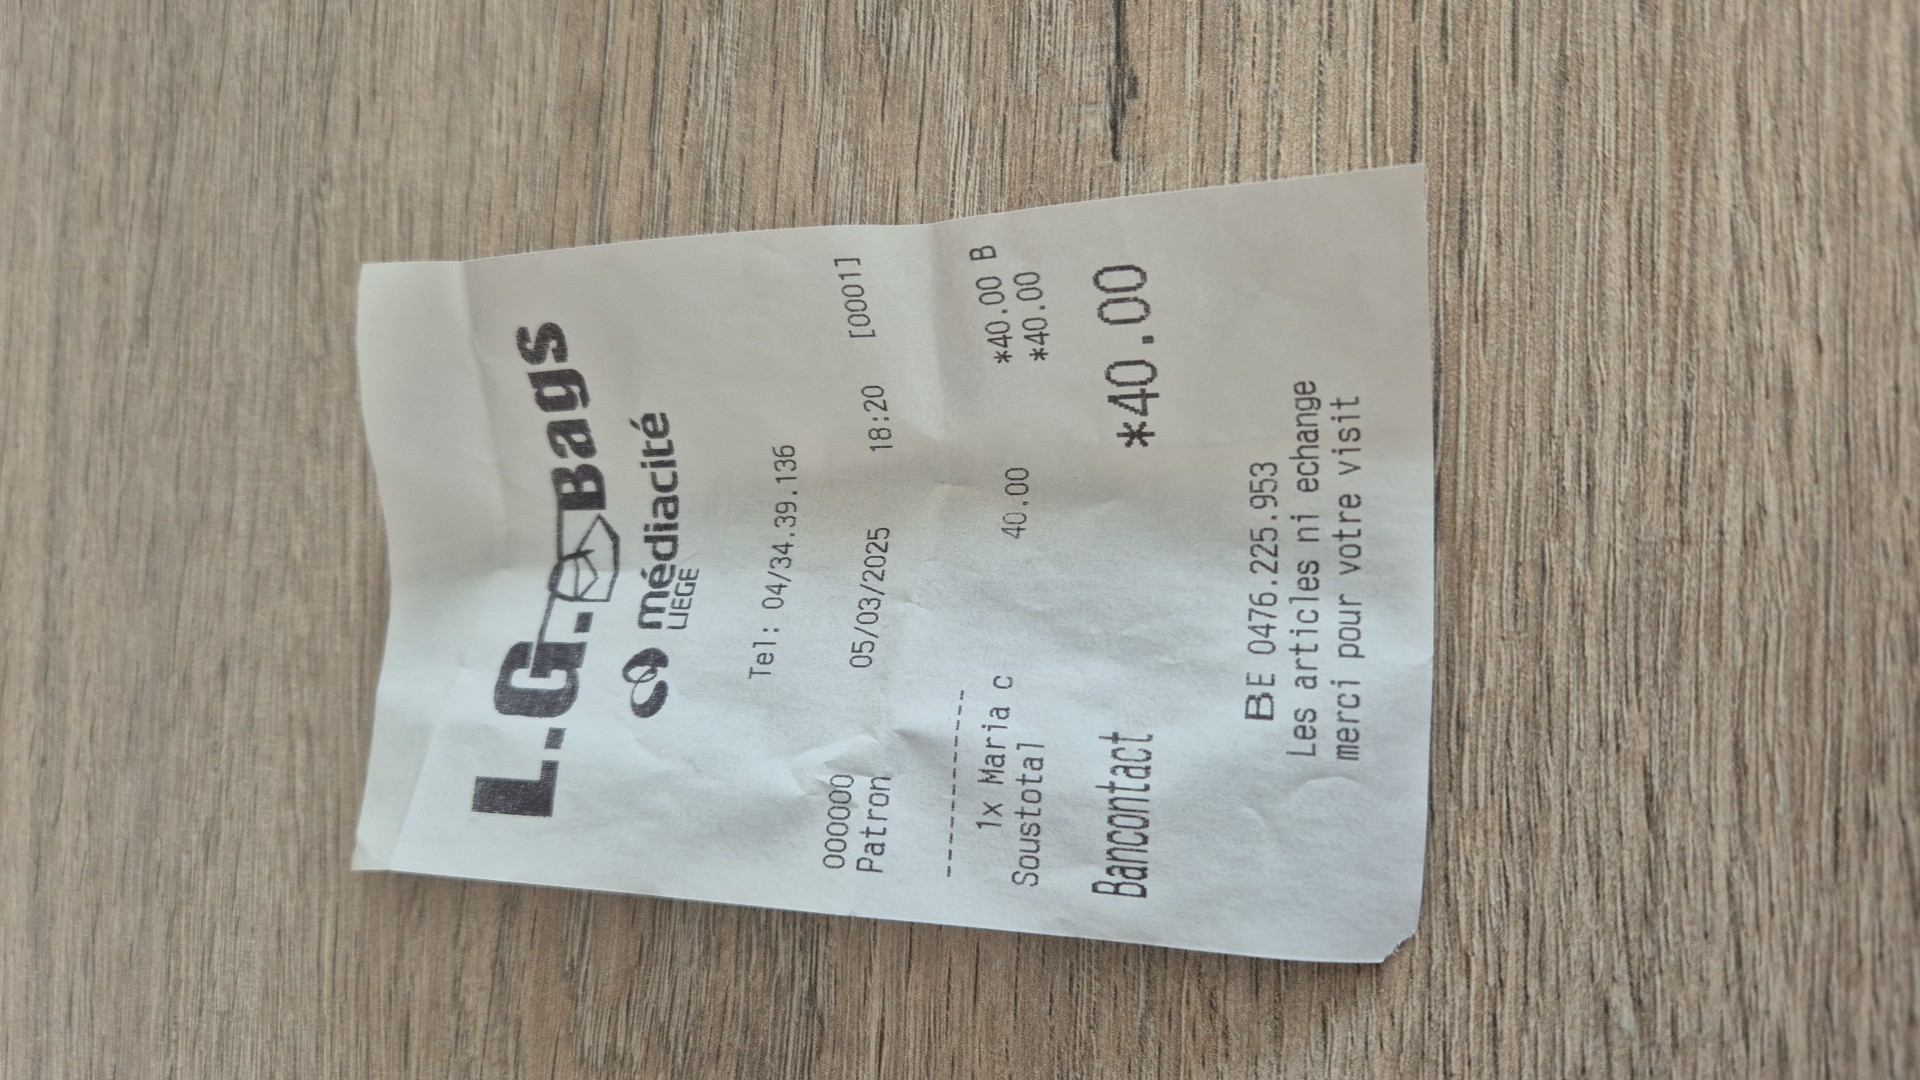 L.G. Bags
médiacité
LIEGE
Tel: 04/34.39.136
000000
Patron 05/03/2025 18:20 [0001]
--------------
1x Maria c 40.00 *40.00 B
Soustotal *40.00
Bancontact *40.00
BE 0476.225.953
Les articles ni echange
merci pour votre visit